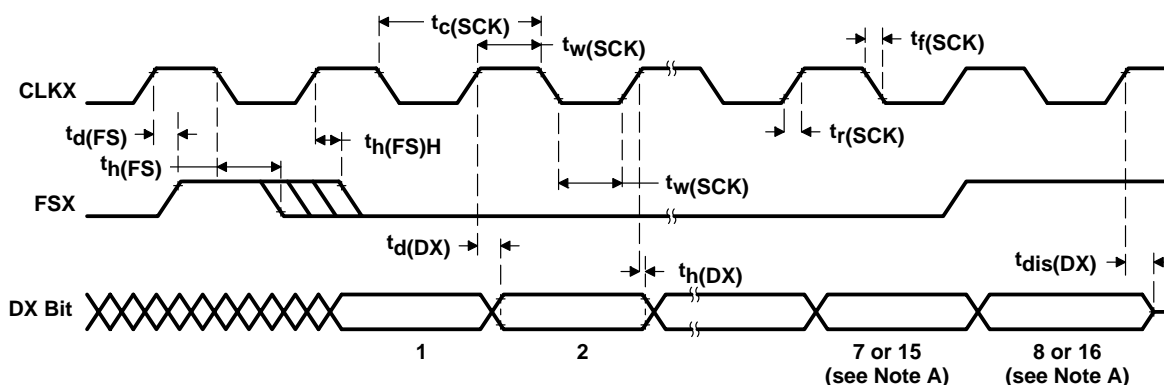 tc(SCK)
tw(SCK)
tf(SCK)
CLKX
td(FS)
th(FS)H
tr(SCK)
th(FS)
tw(SCK)
FSX
td(DX)
th(DX)
tdis(DX)
DX Bit
1
2
7 or 15
(see Note A)
8 or 16
(see Note A)